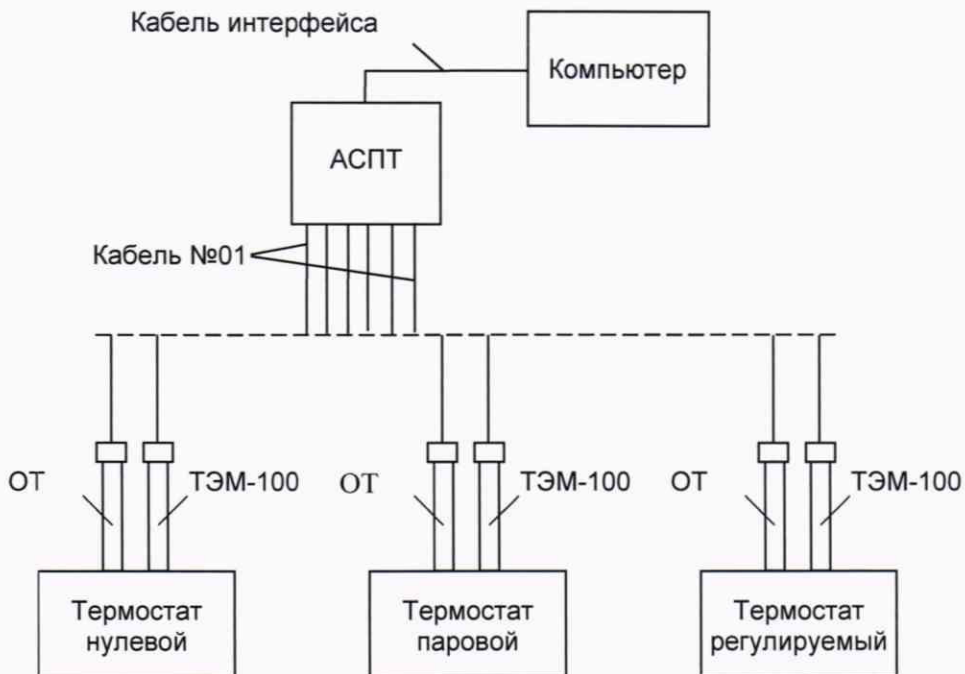 Кабель интерфейса
Компьютер
АСПТ
Кабель №01
ОТ
ТЭМ-100
ОТ
ТЭМ-100
ОТ
ТЭМ-100
Термостат
нулевой
Термостат
паровой
Термостат
регулируемый